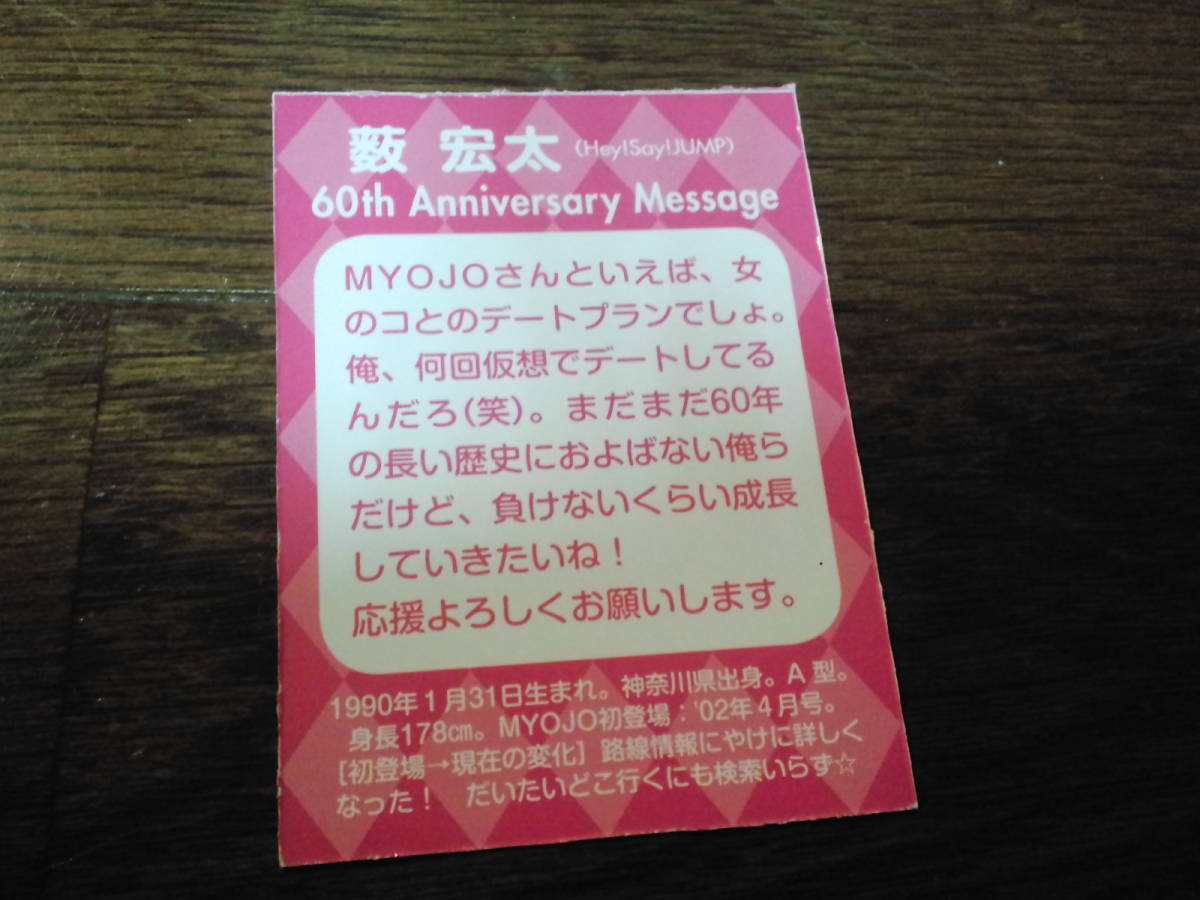 薮 宏太 (Hey!Say!JUMP)
60th Anniversary Message
MYOJOさんといえば、女
のコとのデートプランでしょ。
俺、何回仮想でデートしてる
んだろ(笑)。まだまだ60年
の長い歴史におよばない俺ら
だけど、負けないくらい成長
していきたいね！
応援よろしくお願いします。
1990年1月31日生まれ。神奈川県出身。A型。
身長178㎝。MYOJO初登場：'02年4月号。
[初登場→現在の変化] 路線情報にやけに詳しく
なった！ だいたいどこ行くにも検索いらず☆